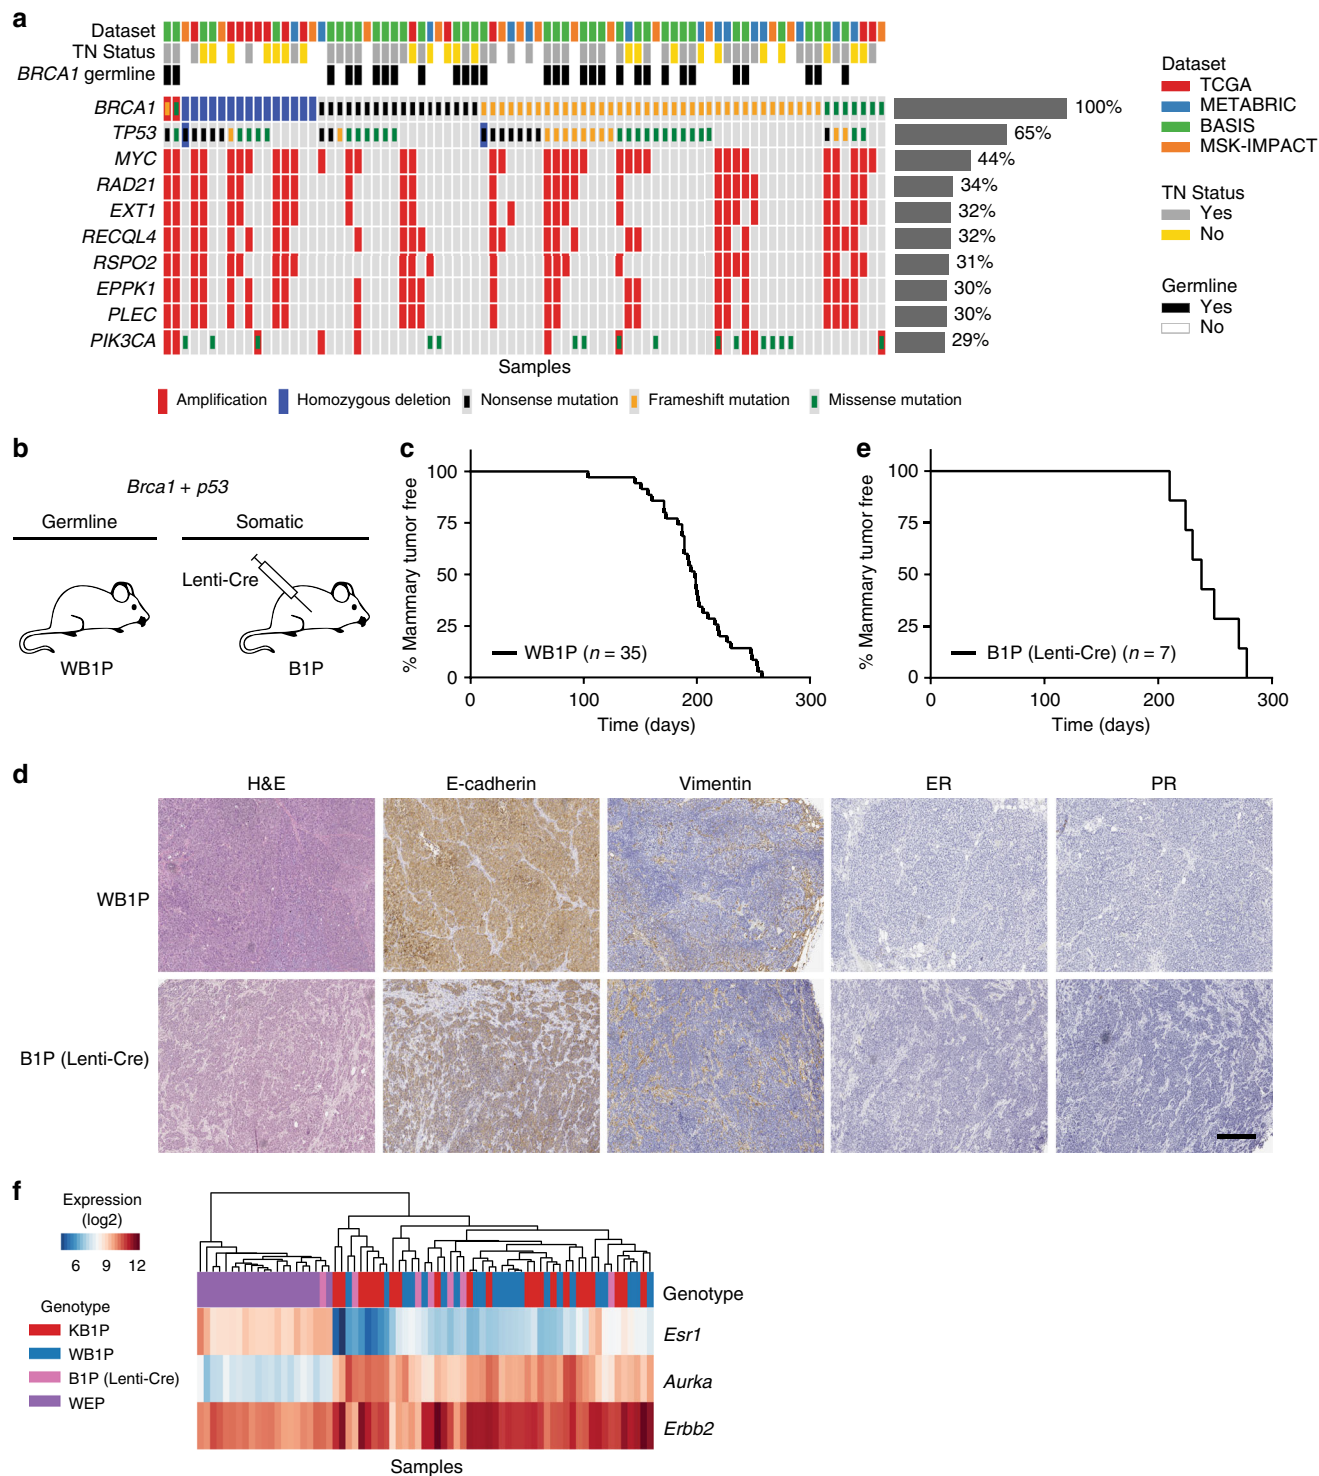 a
Dataset
TN Status
BRCA1 germline
BRCA1
100%
TP53
65%
MYC
44%
RAD21
34%
EXT1
32%
RECQL4
32%
RSPO2
31%
EPPK1
30%
PLEC
30%
PIK3CA
29%
Samples
Amplification
Homozygous deletion
Nonsense mutation
Frameshift mutation
Missense mutation
Dataset
TCGA
METABRIC
BASIS
MSK-IMPACT
TN Status
Yes
No
Germline
Yes
No
b
Brca1 + p53
Germline
Somatic
Lenti-Cre
WB1P
B1P
c
% Mammary tumor free
100
75
50
25
0
WB1P (n = 35)
0
100
200
300
Time (days)
e
% Mammary tumor free
100
75
50
25
0
B1P (Lenti-Cre) (n = 7)
0
100
200
300
Time (days)
d
H&E
E-cadherin
Vimentin
ER
PR
WB1P
B1P (Lenti-Cre)
f
Expression
(log2)
6 9 12
Genotype
KB1P
WB1P
B1P (Lenti-Cre)
WEP
Genotype
Esr1
Aurka
Erbb2
Samples